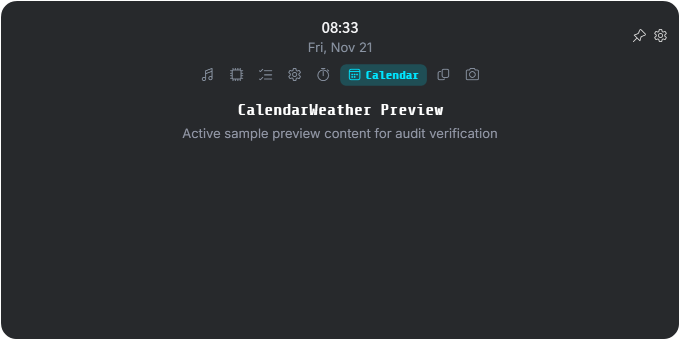 08:33
Fri, Nov 21
Calendar
CalendarWeather Preview
Active sample preview content for audit verification